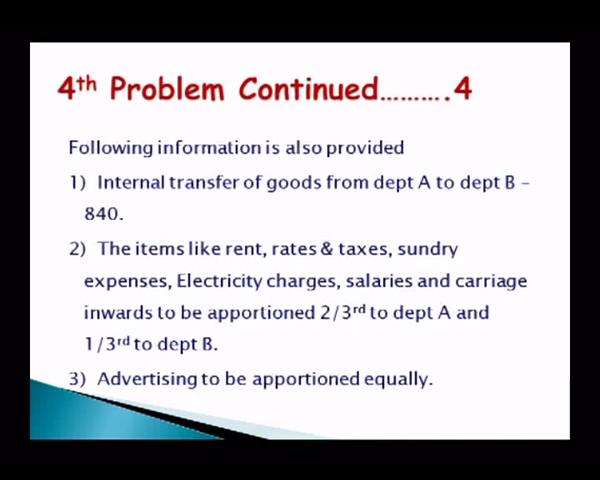 4th Problem Continued..........4
Following information is also provided
1) Internal transfer of goods from dept A to dept B –
840.
2) The items like rent, rates & taxes, sundry
expenses, Electricity charges, salaries and carriage
inwards to be apportioned 2/3rd to dept A and
1/3rd to dept B.
3) Advertising to be apportioned equally.